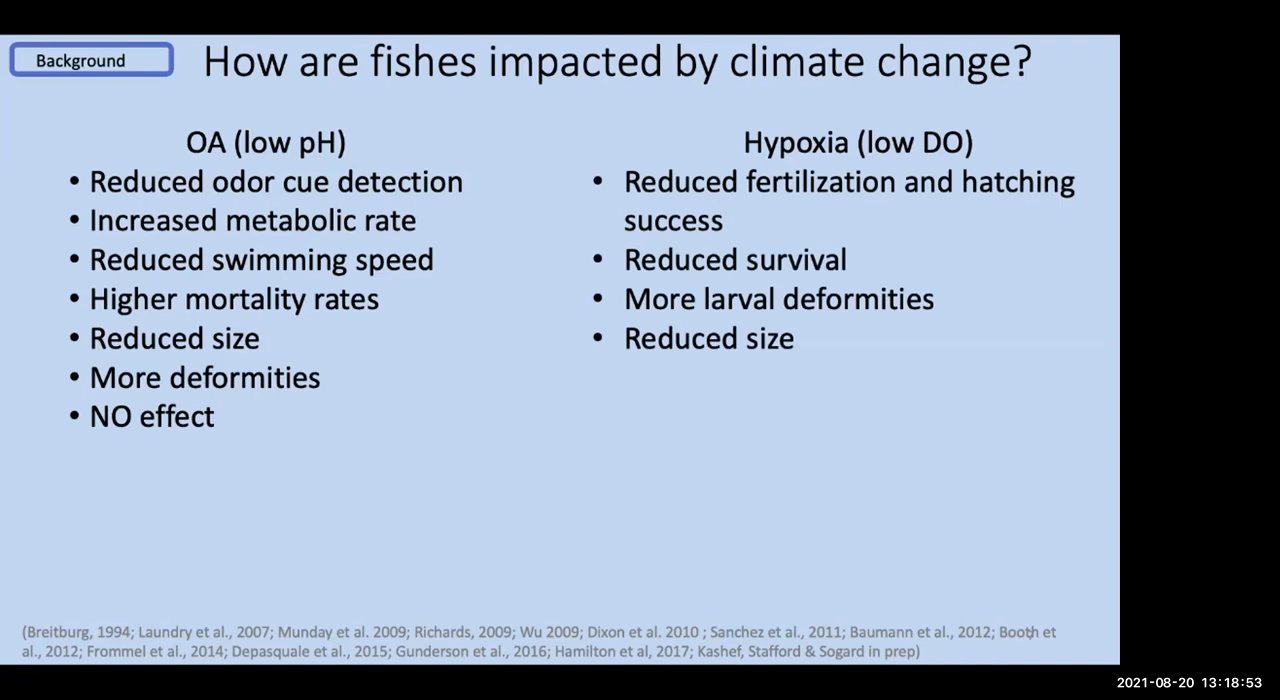 Background
How are fishes impacted by climate change?
OA (low pH)
• Reduced odor cue detection
• Increased metabolic rate
• Reduced swimming speed
• Higher mortality rates
• Reduced size
• More deformities
• NO effect
Hypoxia (low DO)
• Reduced fertilization and hatching
success
• Reduced survival
• More larval deformities
• Reduced size
(Breitburg, 1994; Laundry et al., 2007; Munday et al. 2009; Richards, 2009; Wu 2009; Dixon et al. 2010 ; Sanchez et al., 2011; Baumann et al., 2012; Booth et
al., 2012; Frommel et al., 2014; Depasquale et al., 2015; Gunderson et al., 2016; Hamilton et al, 2017; Kashef, Stafford & Sogard in prep)
2021-08-20 13:18:53